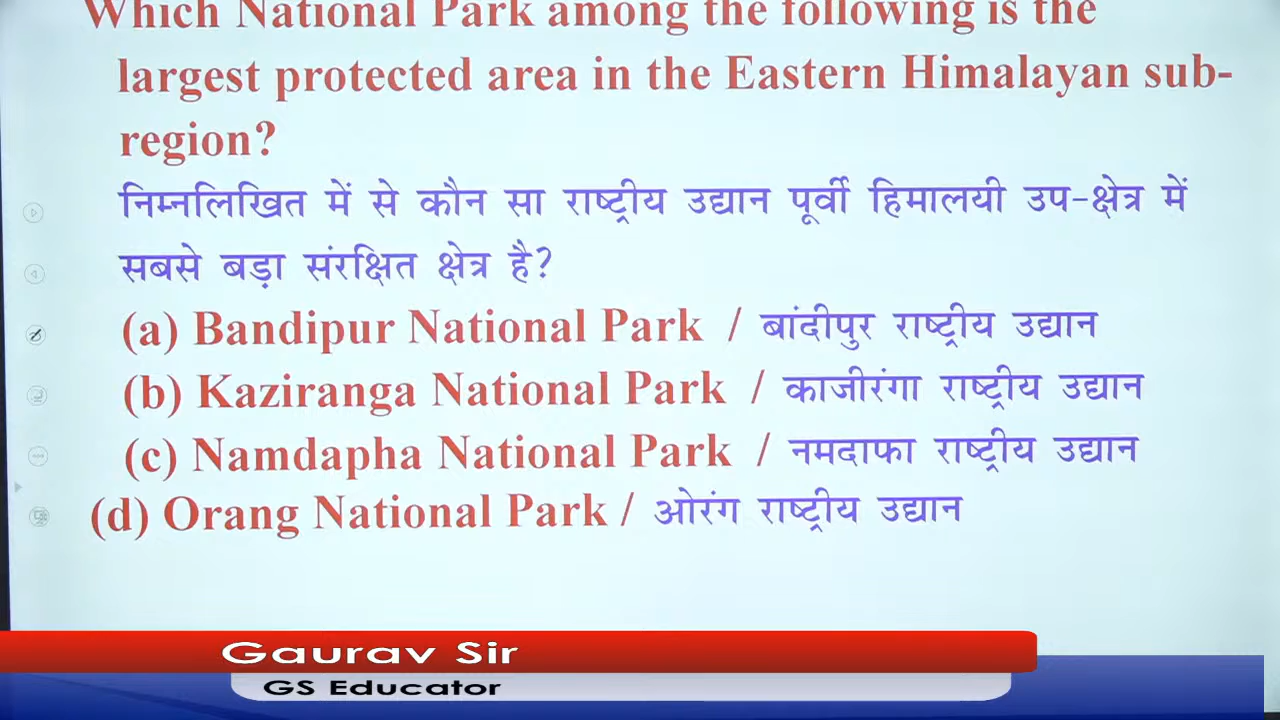 Which National Park among the following is the
largest protected area in the Eastern Himalayan sub-
region?
निम्नलिखित में से कौन सा राष्ट्रीय उद्यान पूर्वी हिमालयी उप-क्षेत्र में
सबसे बड़ा संरक्षित क्षेत्र है?
(a) Bandipur National Park / बांदीपुर राष्ट्रीय उद्यान
(b) Kaziranga National Park / काजीरंगा राष्ट्रीय उद्यान
(c) Namdapha National Park / नमदाफा राष्ट्रीय उद्यान
(d) Orang National Park / ओरंग राष्ट्रीय उद्यान
Gaurav Sir
GS Educator